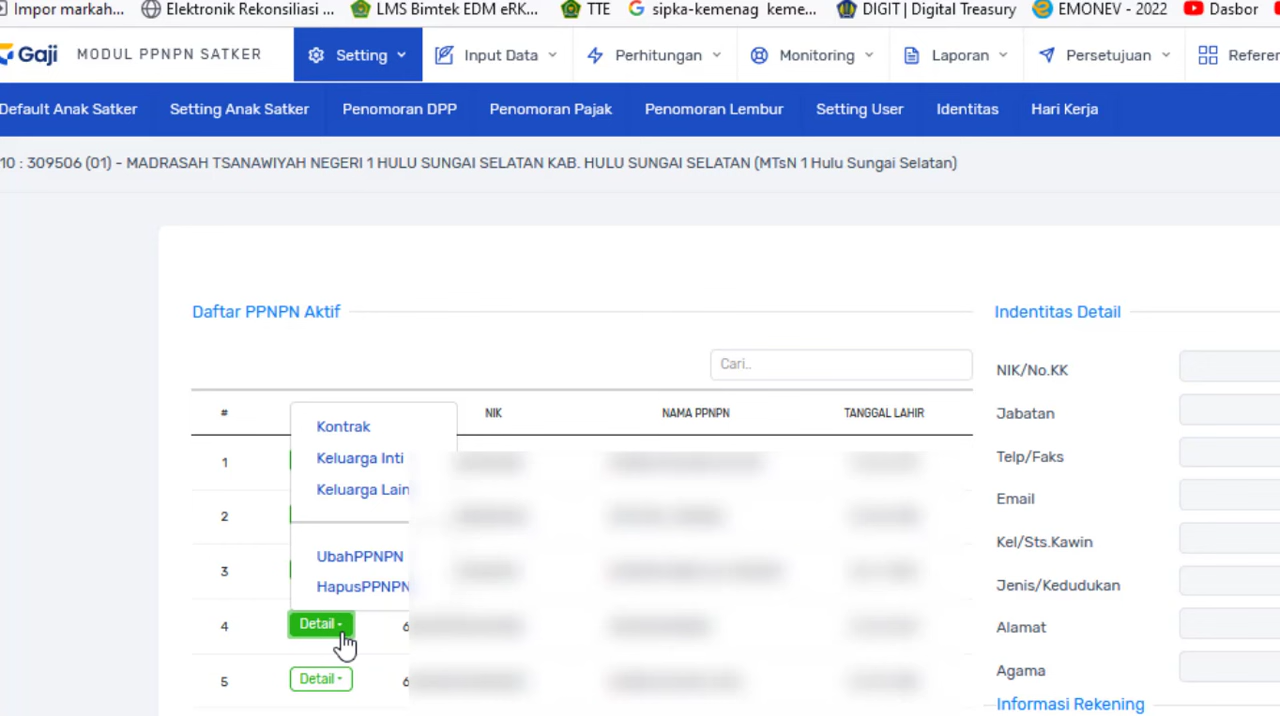 Impor markah... Elektronik Rekonsiliasi ... LMS Bimtek EDM eRK... TTE sipka-kemenag keme... DIGIT | Digital Treasury EMONEV - 2022 Dasbor
Gaji MODUL PPNPN SATKER Setting Input Data Perhitungan Monitoring Laporan Persetujuan Referen
Default Anak Satker Setting Anak Satker Penomoran DPP Penomoran Pajak Penomoran Lembur Setting User Identitas Hari Kerja
10 : 309506 (01) - MADRASAH TSANAWIYAH NEGERI 1 HULU SUNGAI SELATAN KAB. HULU SUNGAI SELATAN (MTsN 1 Hulu Sungai Selatan)
Daftar PPNPN Aktif
Cari..
# NIK NAMA PPNPN TANGGAL LAHIR
Kontrak
1 Keluarga Inti
Keluarga Lain
2
UbahPPNPN
3
HapusPPNPN
4 Detail 6
5 Detail 6
Indentitas Detail
NIK/No.KK
Jabatan
Telp/Faks
Email
Kel/Sts.Kawin
Jenis/Kedudukan
Alamat
Agama
Informasi Rekening